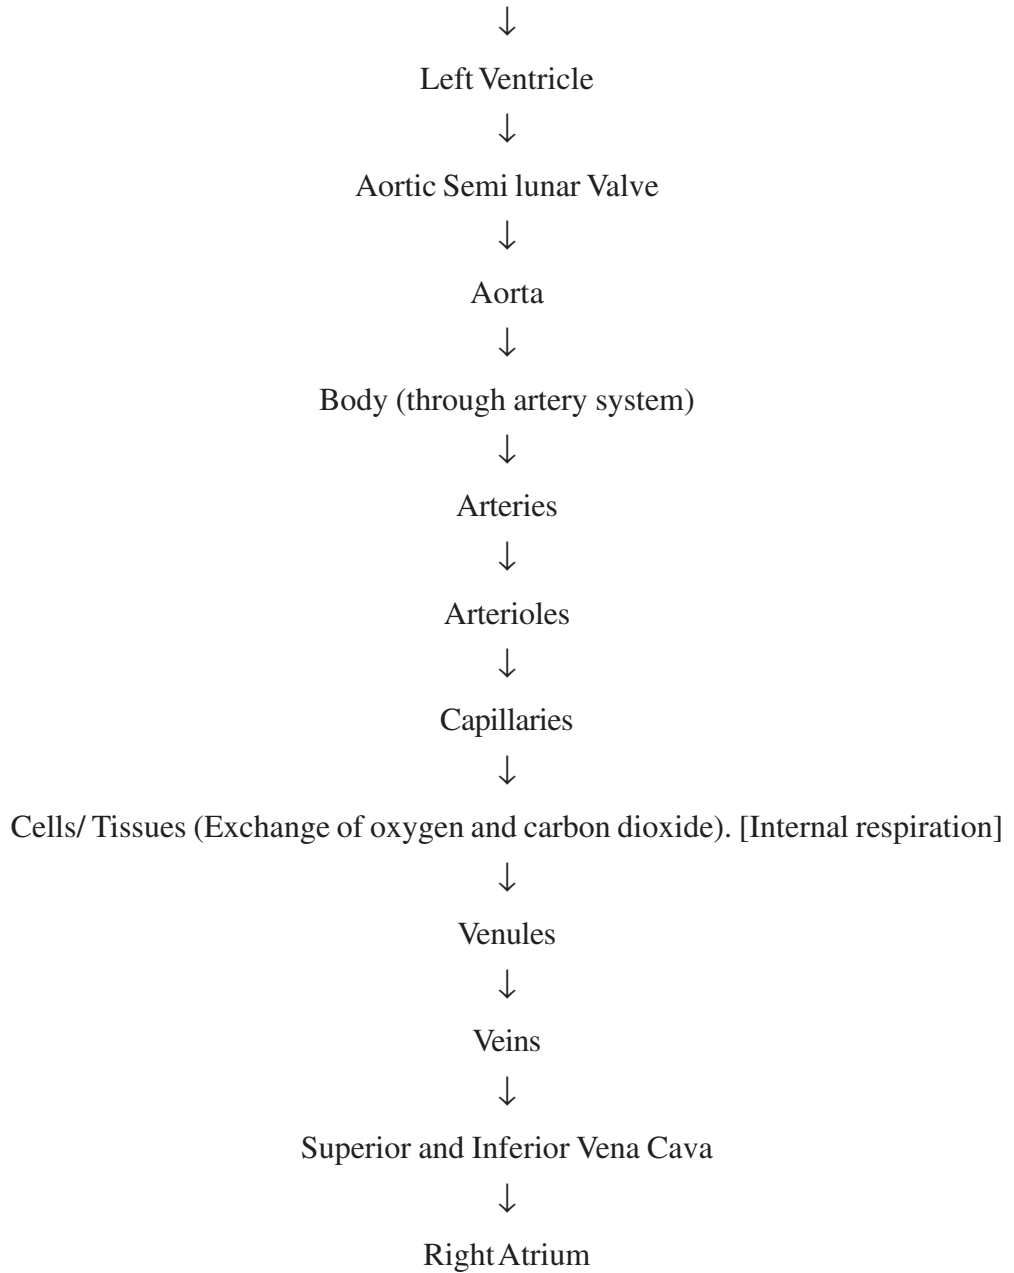 ↓
Left Ventricle
↓
Aortic Semi lunar Valve
↓
Aorta
↓
Body (through artery system)
↓
Arteries
↓
Arterioles
↓
Capillaries
↓
Cells/ Tissues (Exchange of oxygen and carbon dioxide). [Internal respiration]
↓
Venules
↓
Veins
↓
Superior and Inferior Vena Cava
↓
Right Atrium